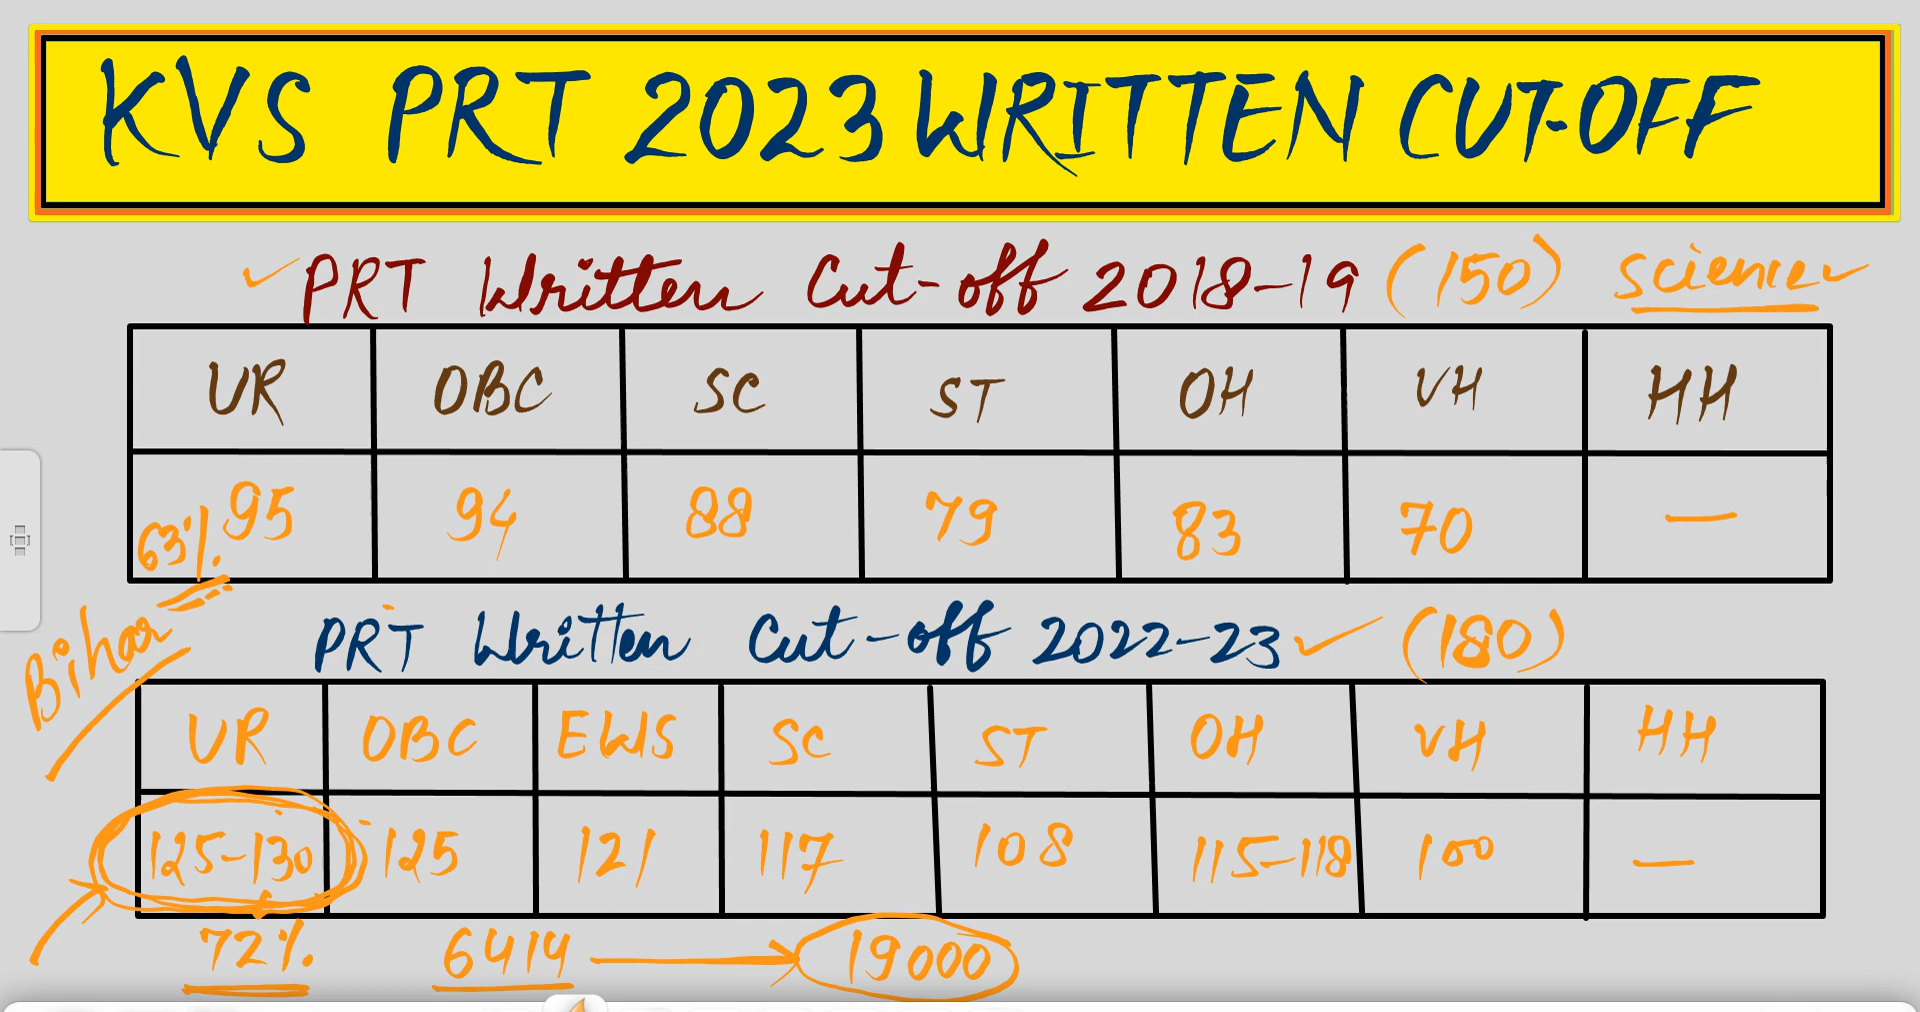 KVS PRT 2023 WRITTEN CUT-OFF
PRT Written Cut-off 2018-19 (150) Science
UR OBC SC ST OH VH HH
63% 95 94 88 79 83 70 —
Bihar
PRT Written Cut-off 2022-23 (180)
UR OBC EWS SC ST OH VH HH
125-130 125 121 117 108 115-118 100 —
72% 6414 → 19000